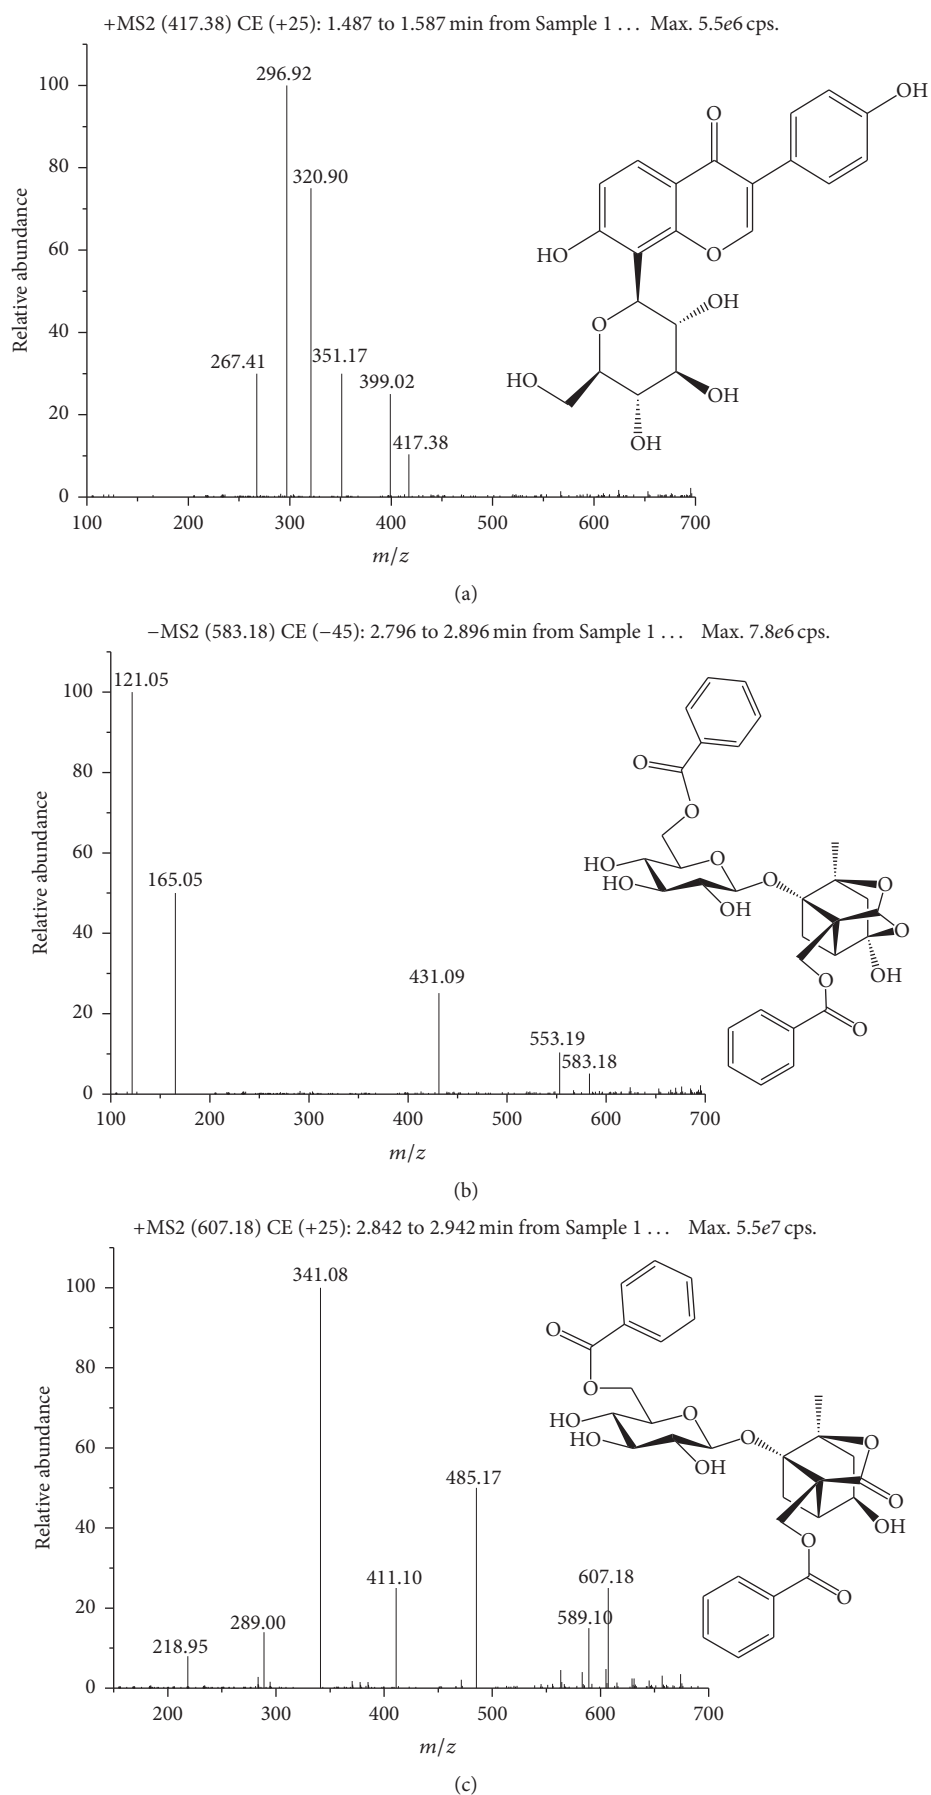 +MS2 (417.38) CE (+25): 1.487 to 1.587 min from Sample 1 . . . Max. 5.5e6 cps.
100
80
60
40
20
0
Relative abundance
296.92
320.90
267.41
351.17
399.02
417.38
OH
O
HO
O
OH
O
HO
OH
OH
100
200
300
400
500
600
700
m/z
(a)
−MS2 (583.18) CE (−45): 2.796 to 2.896 min from Sample 1 . . . Max. 7.8e6 cps.
100
80
60
40
20
0
Relative abundance
121.05
165.05
431.09
553.19
583.18
O
O
HO
O
HO
O
O
OH
O
OH
O
O
100
200
300
400
500
600
700
m/z
(b)
+MS2 (607.18) CE (+25): 2.842 to 2.942 min from Sample 1 . . . Max. 5.5e7 cps.
100
80
60
40
20
0
Relative abundance
341.08
485.17
411.10
607.18
589.10
289.00
218.95
O
O
HO
O
HO
O
O
OH
O
OH
O
O
200
300
400
500
600
700
m/z
(c)